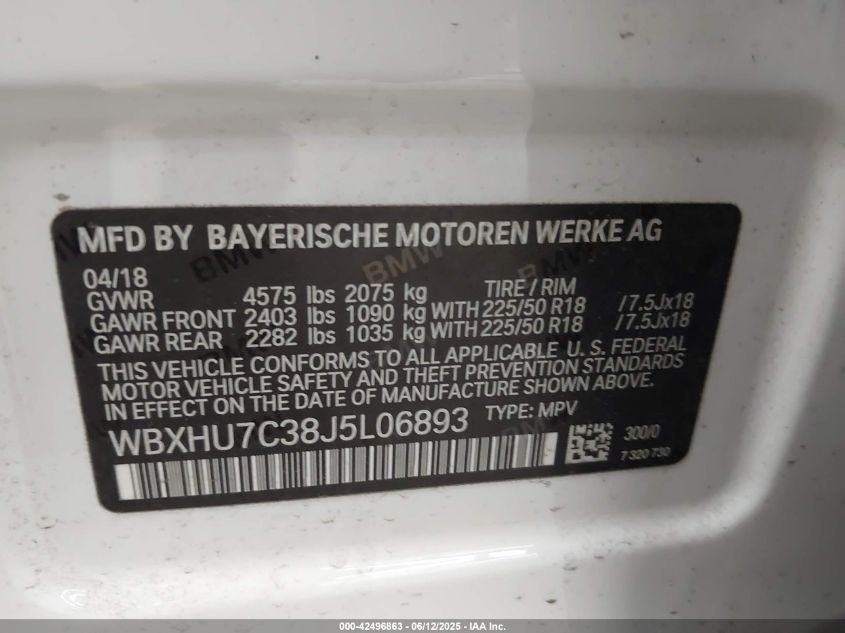 MFD BY BAYERISCHE MOTOREN WERKE AG
04/18
GVWR 4575 lbs 2075 kg TIRE / RIM
GAWR FRONT 2403 lbs 1090 kg WITH 225/50 R18 /7.5Jx18
GAWR REAR 2282 lbs 1035 kg WITH 225/50 R18 /7.5Jx18
THIS VEHICLE CONFORMS TO ALL APPLICABLE U. S. FEDERAL
MOTOR VEHICLE SAFETY AND THEFT PREVENTION STANDARDS
IN EFFECT ON THE DATE OF MANUFACTURE SHOWN ABOVE.
WBXHU7C38J5L06893 TYPE: MPV
300/0
7 320 730
000-42496863 - 06/12/2025 - IAA Inc.